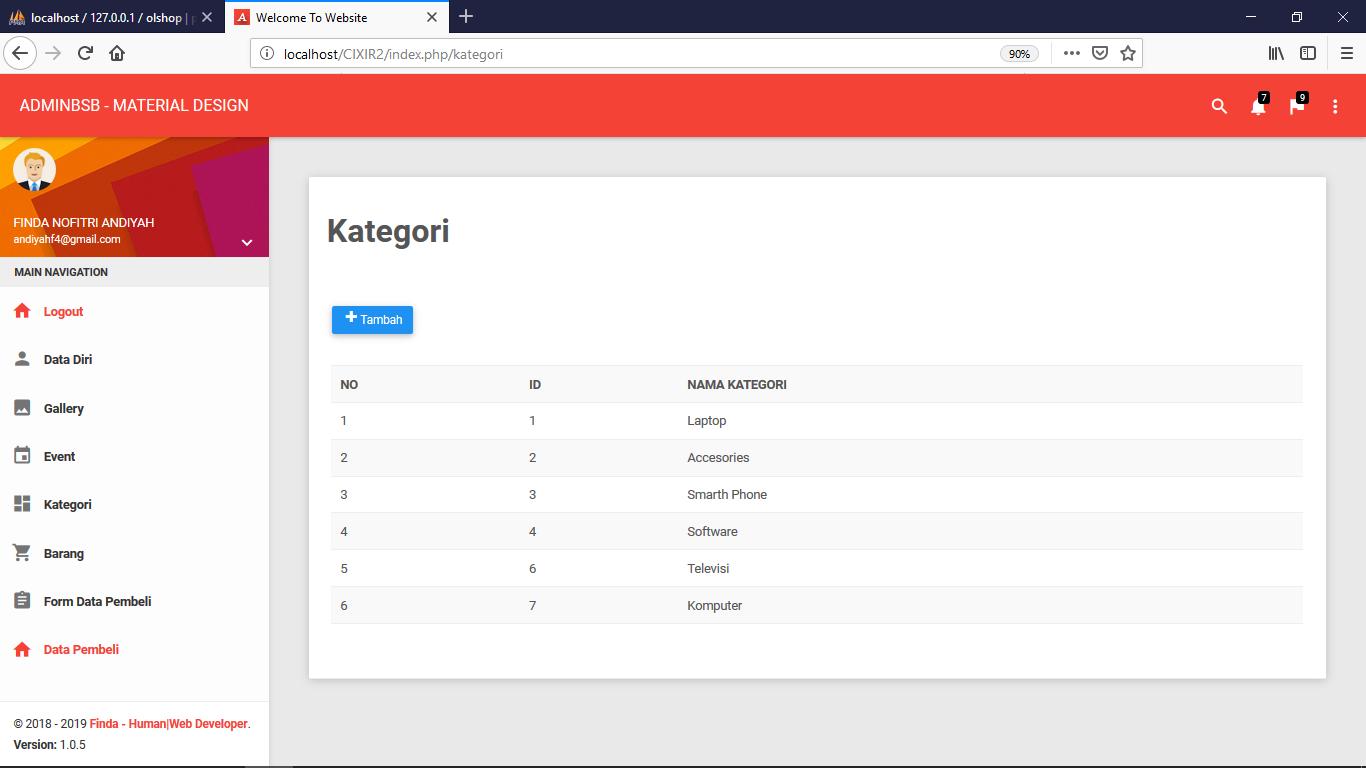 localhost / 127.0.0.1 / olshop |
Welcome To Website
localhost/CIXIR2/index.php/kategori
90%
ADMINBSB - MATERIAL DESIGN
7
9
FINDA NOFITRI ANDIYAH
andiyahf4@gmail.com
MAIN NAVIGATION
Logout
Data Diri
Gallery
Event
Kategori
Barang
Form Data Pembeli
Data Pembeli
© 2018 - 2019 Finda - Human|Web Developer.
Version: 1.0.5
Kategori
Tambah
NO ID NAMA KATEGORI
1 1 Laptop
2 2 Accesories
3 3 Smarth Phone
4 4 Software
5 6 Televisi
6 7 Komputer